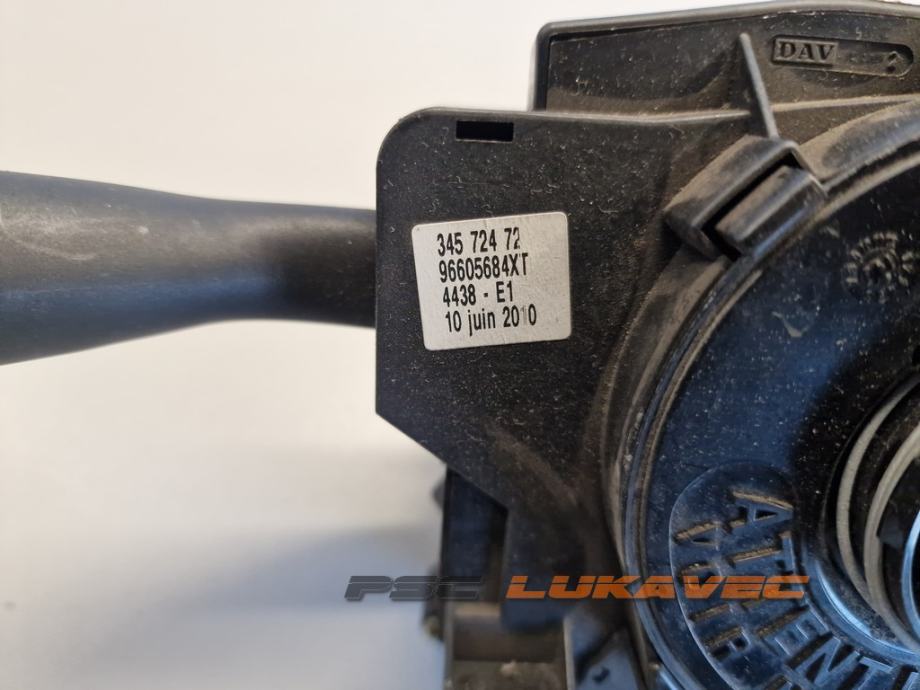 DAV
345 724 72
96605684XT
4438 - E1
10 juin 2010
PSC LUKAVEC